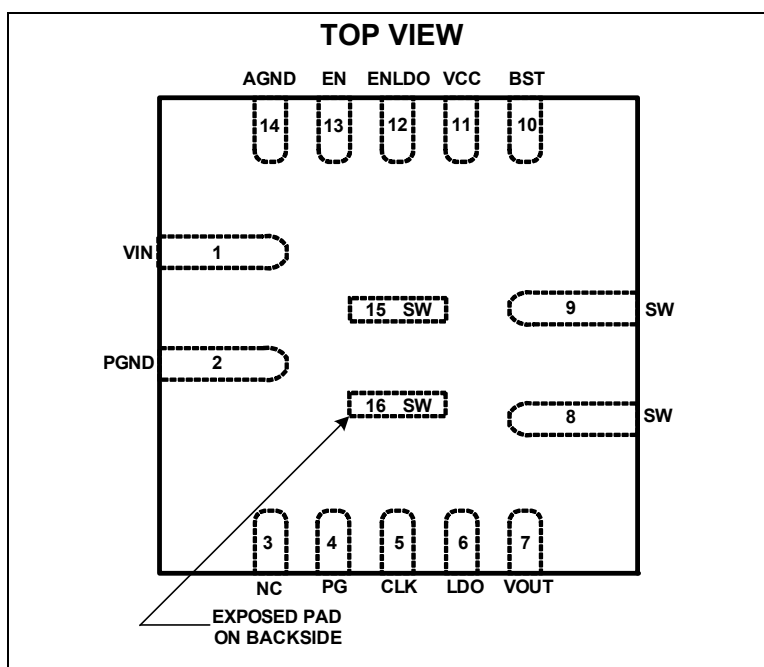 TOP VIEW
AGND EN ENLDO VCC BST
14 13 12 11 10
VIN 1
15 SW 9 SW
PGND 2
16 SW 8 SW
3 4 5 6 7
NC PG CLK LDO VOUT
EXPOSED PAD
ON BACKSIDE